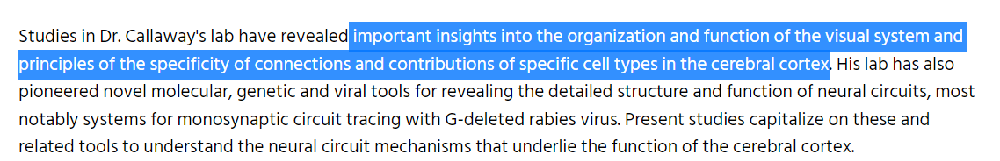 Studies in Dr. Callaway's lab have revealed important insights into the organization and function of the visual system and
principles of the specificity of connections and contributions of specific cell types in the cerebral cortex. His lab has also
pioneered novel molecular, genetic and viral tools for revealing the detailed structure and function of neural circuits, most
notably systems for monosynaptic circuit tracing with G-deleted rabies virus. Present studies capitalize on these and
related tools to understand the neural circuit mechanisms that underlie the function of the cerebral cortex.